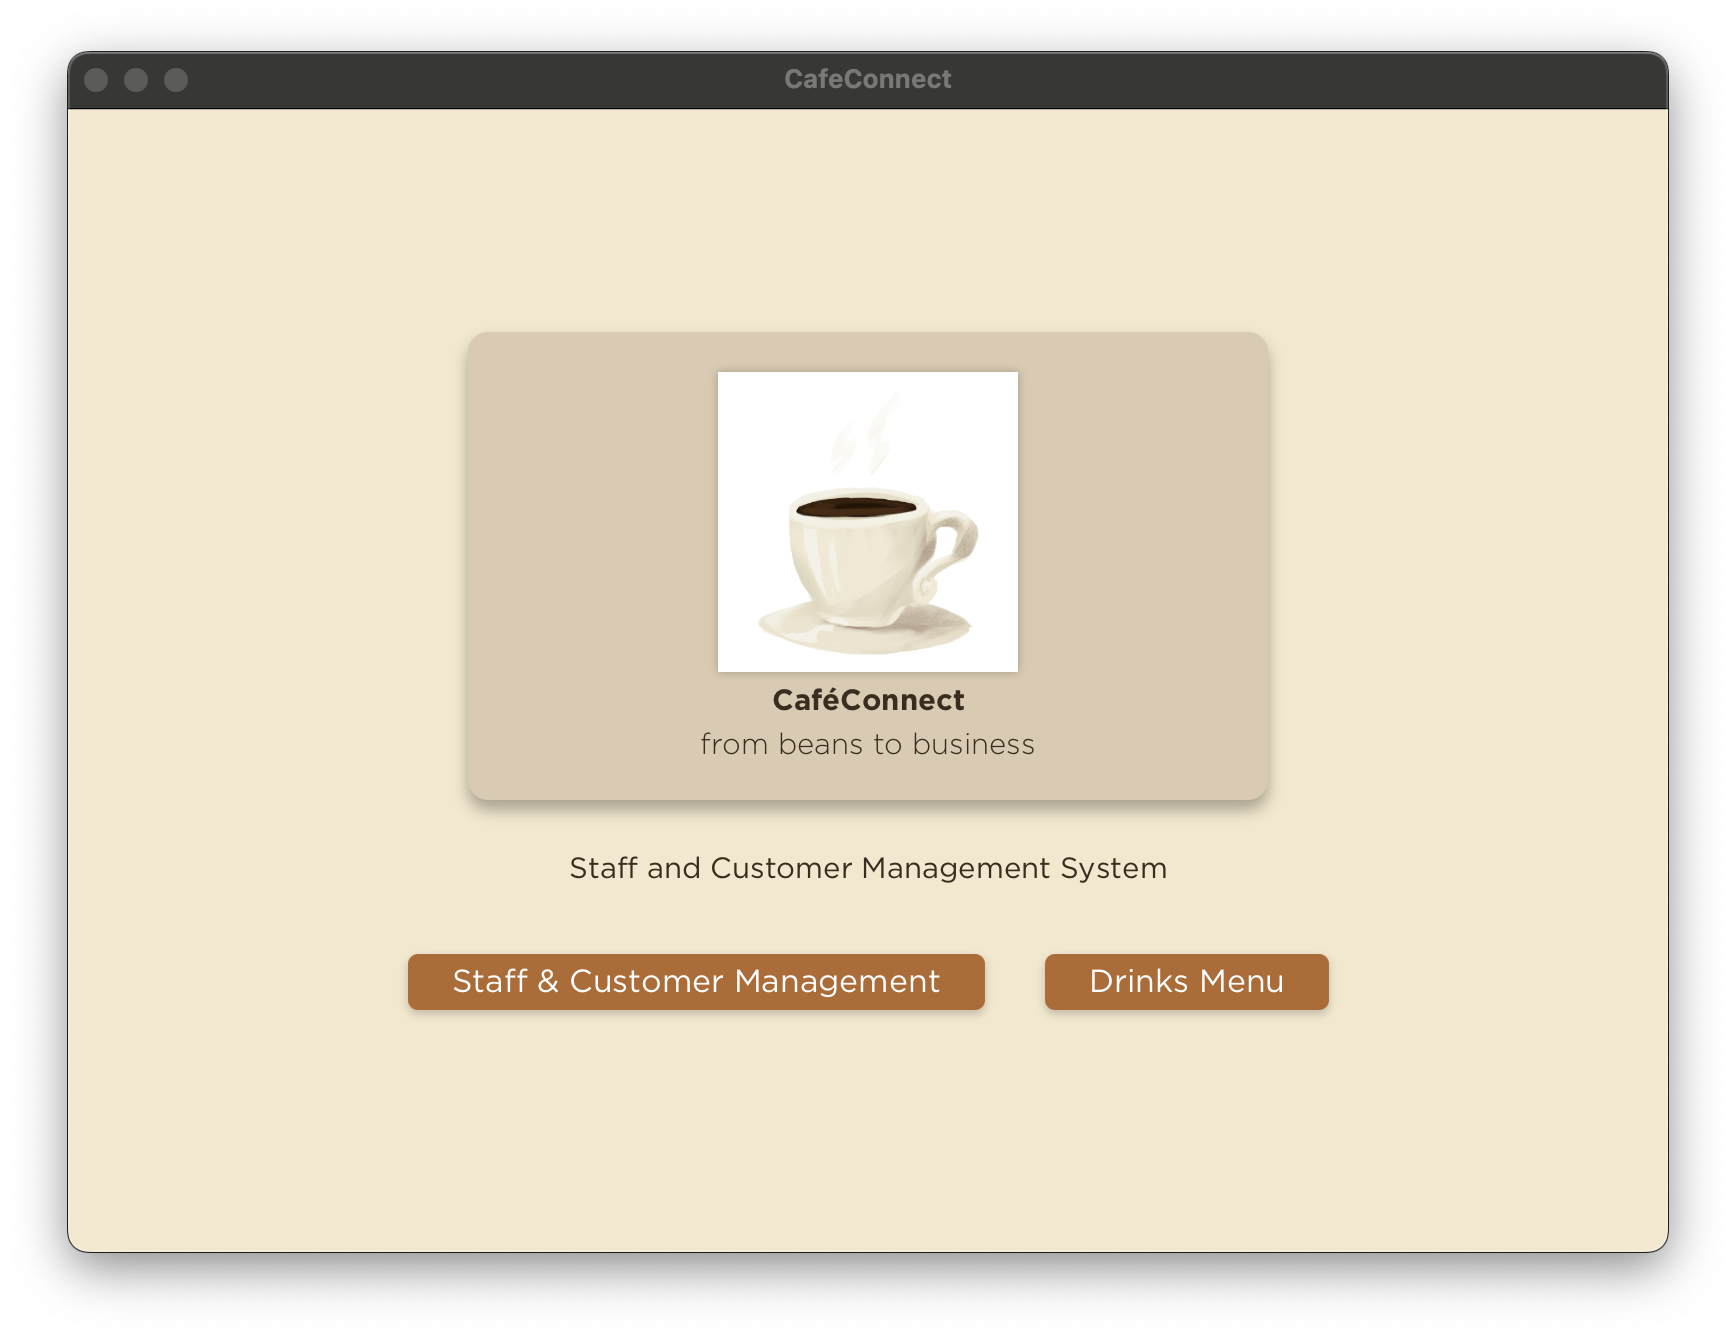 CafeConnect
CaféConnect
from beans to business
Staff and Customer Management System
Staff & Customer Management
Drinks Menu